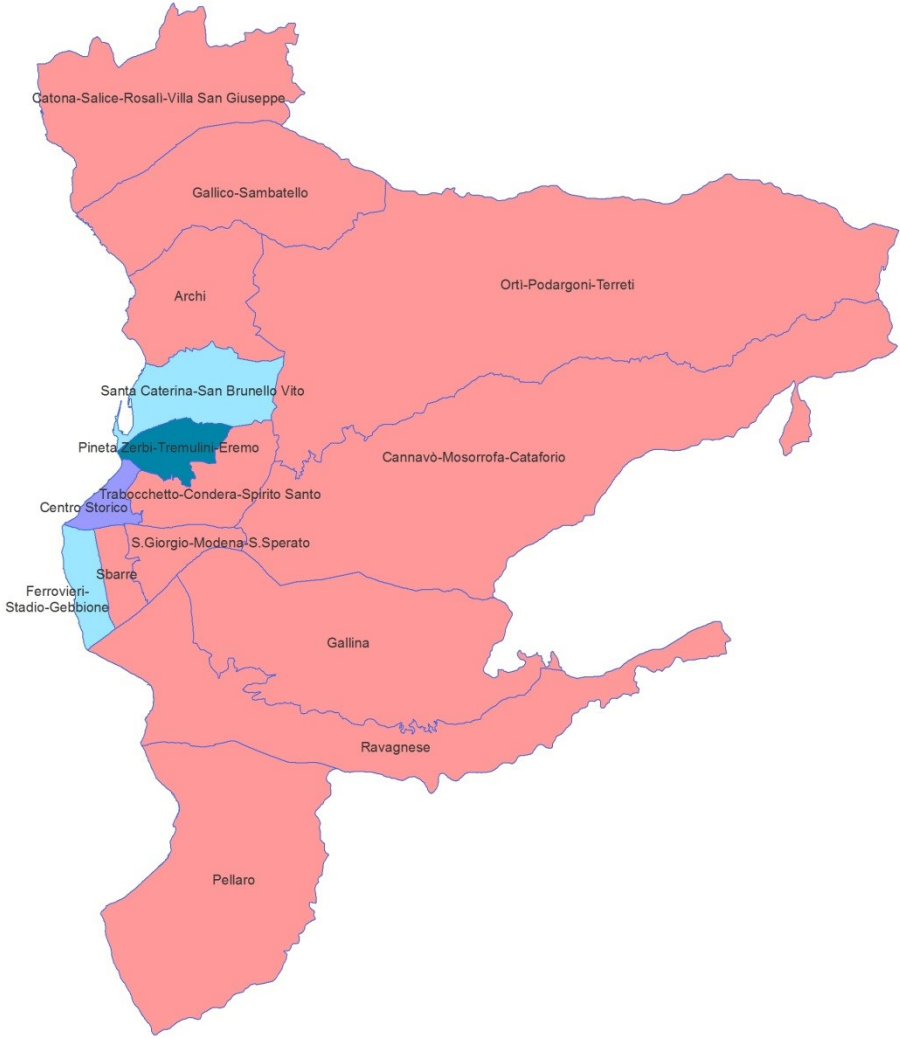 Catona-Salice-Rosalì-Villa San Giuseppe
Gallico-Sambatello
Ortì-Podargoni-Terreti
Archi
Santa Caterina-San Brunello Vito
Pineta Zerbi-Tremulini-Eremo
Cannavò-Mosorrofa-Cataforio
Trabocchetto-Condera-Spirito Santo
Centro Storico
S.Giorgio-Modena-S.Sperato
Sbarre
Ferrovieri-
Stadio-Gebbione
Gallina
Ravagnese
Pellaro